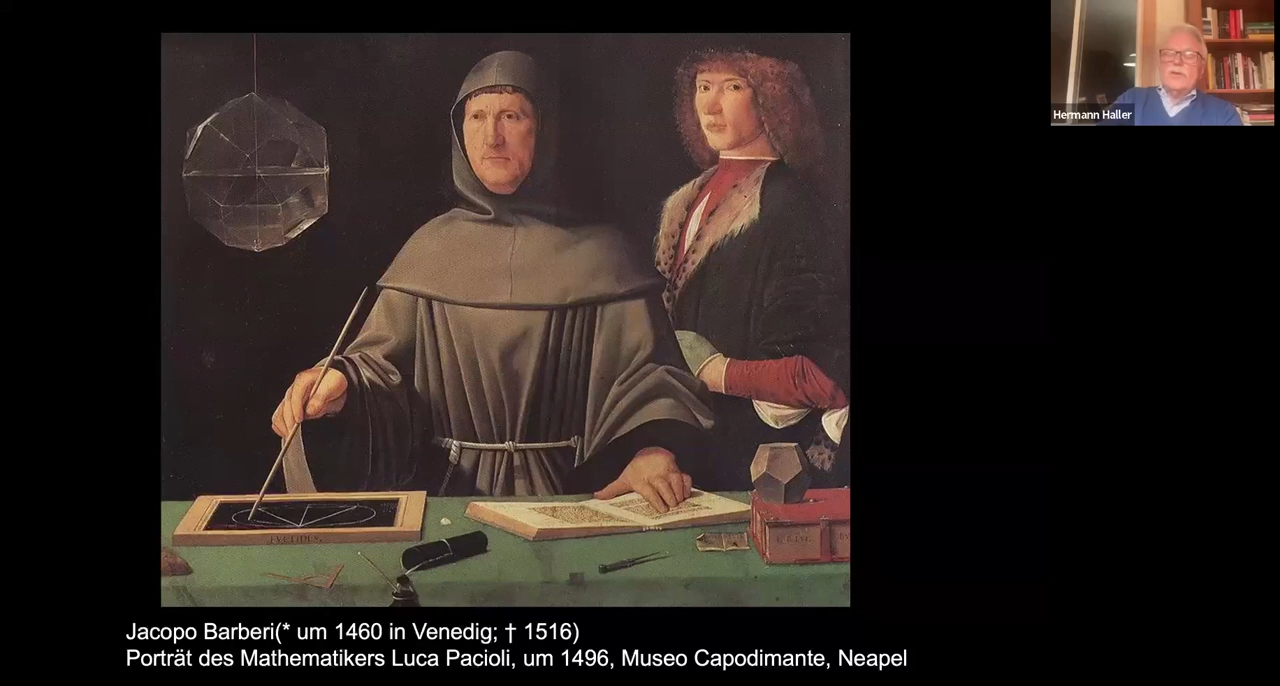 Hermann Haller
Jacopo Barberi(* um 1460 in Venedig; † 1516)
Porträt des Mathematikers Luca Pacioli, um 1496, Museo Capodimante, Neapel